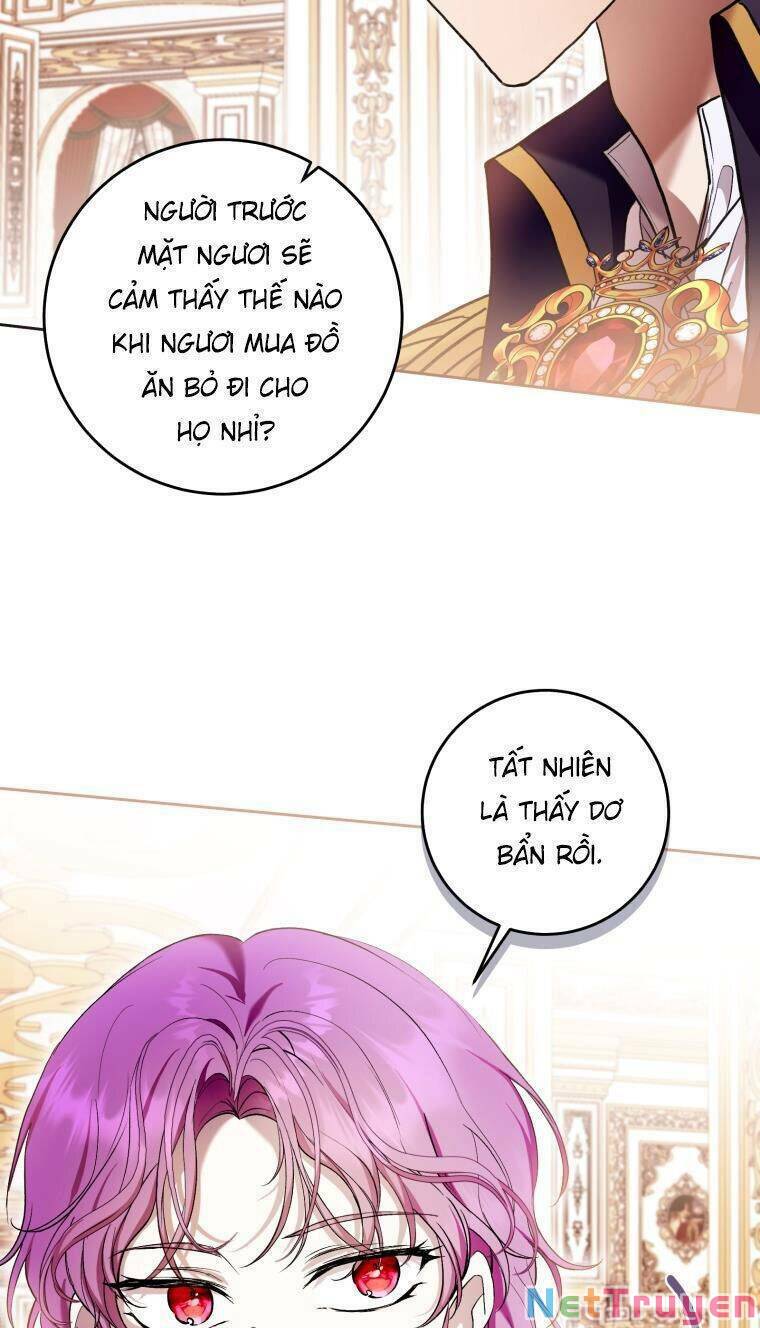 NGƯỜI TRƯỚC
MẶT NGƯƠI SẼ
CẢM THẤY THẾ NÀO
KHI NGƯƠI MUA ĐỒ
ĂN BỎ ĐI CHO
HỌ NHỈ?
TẤT NHIÊN
LÀ THẤY DƠ
BẨN RỒI.
NetTruyen